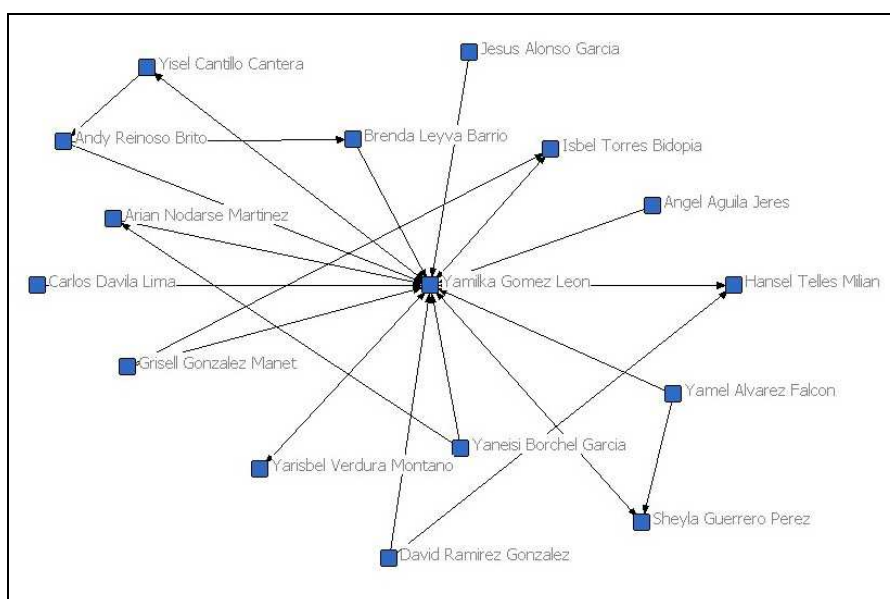 Jesus Alonso Garcia
Yisel Cantillo Cantera
Andy Reinoso Brito
Brenda Leyva Barrio
Isbel Torres Bidopia
Angel Aguila Jeres
Arian Nodarse Martinez
Carlos Davila Lima
Yamilka Gomez Leon
Hansel Telles Milian
Grisell Gonzalez Manet
Yamel Alvarez Falcon
Yaneisi Borchel Garcia
Yarisbel Verdura Montano
Sheyla Guerrero Perez
David Ramirez Gonzalez